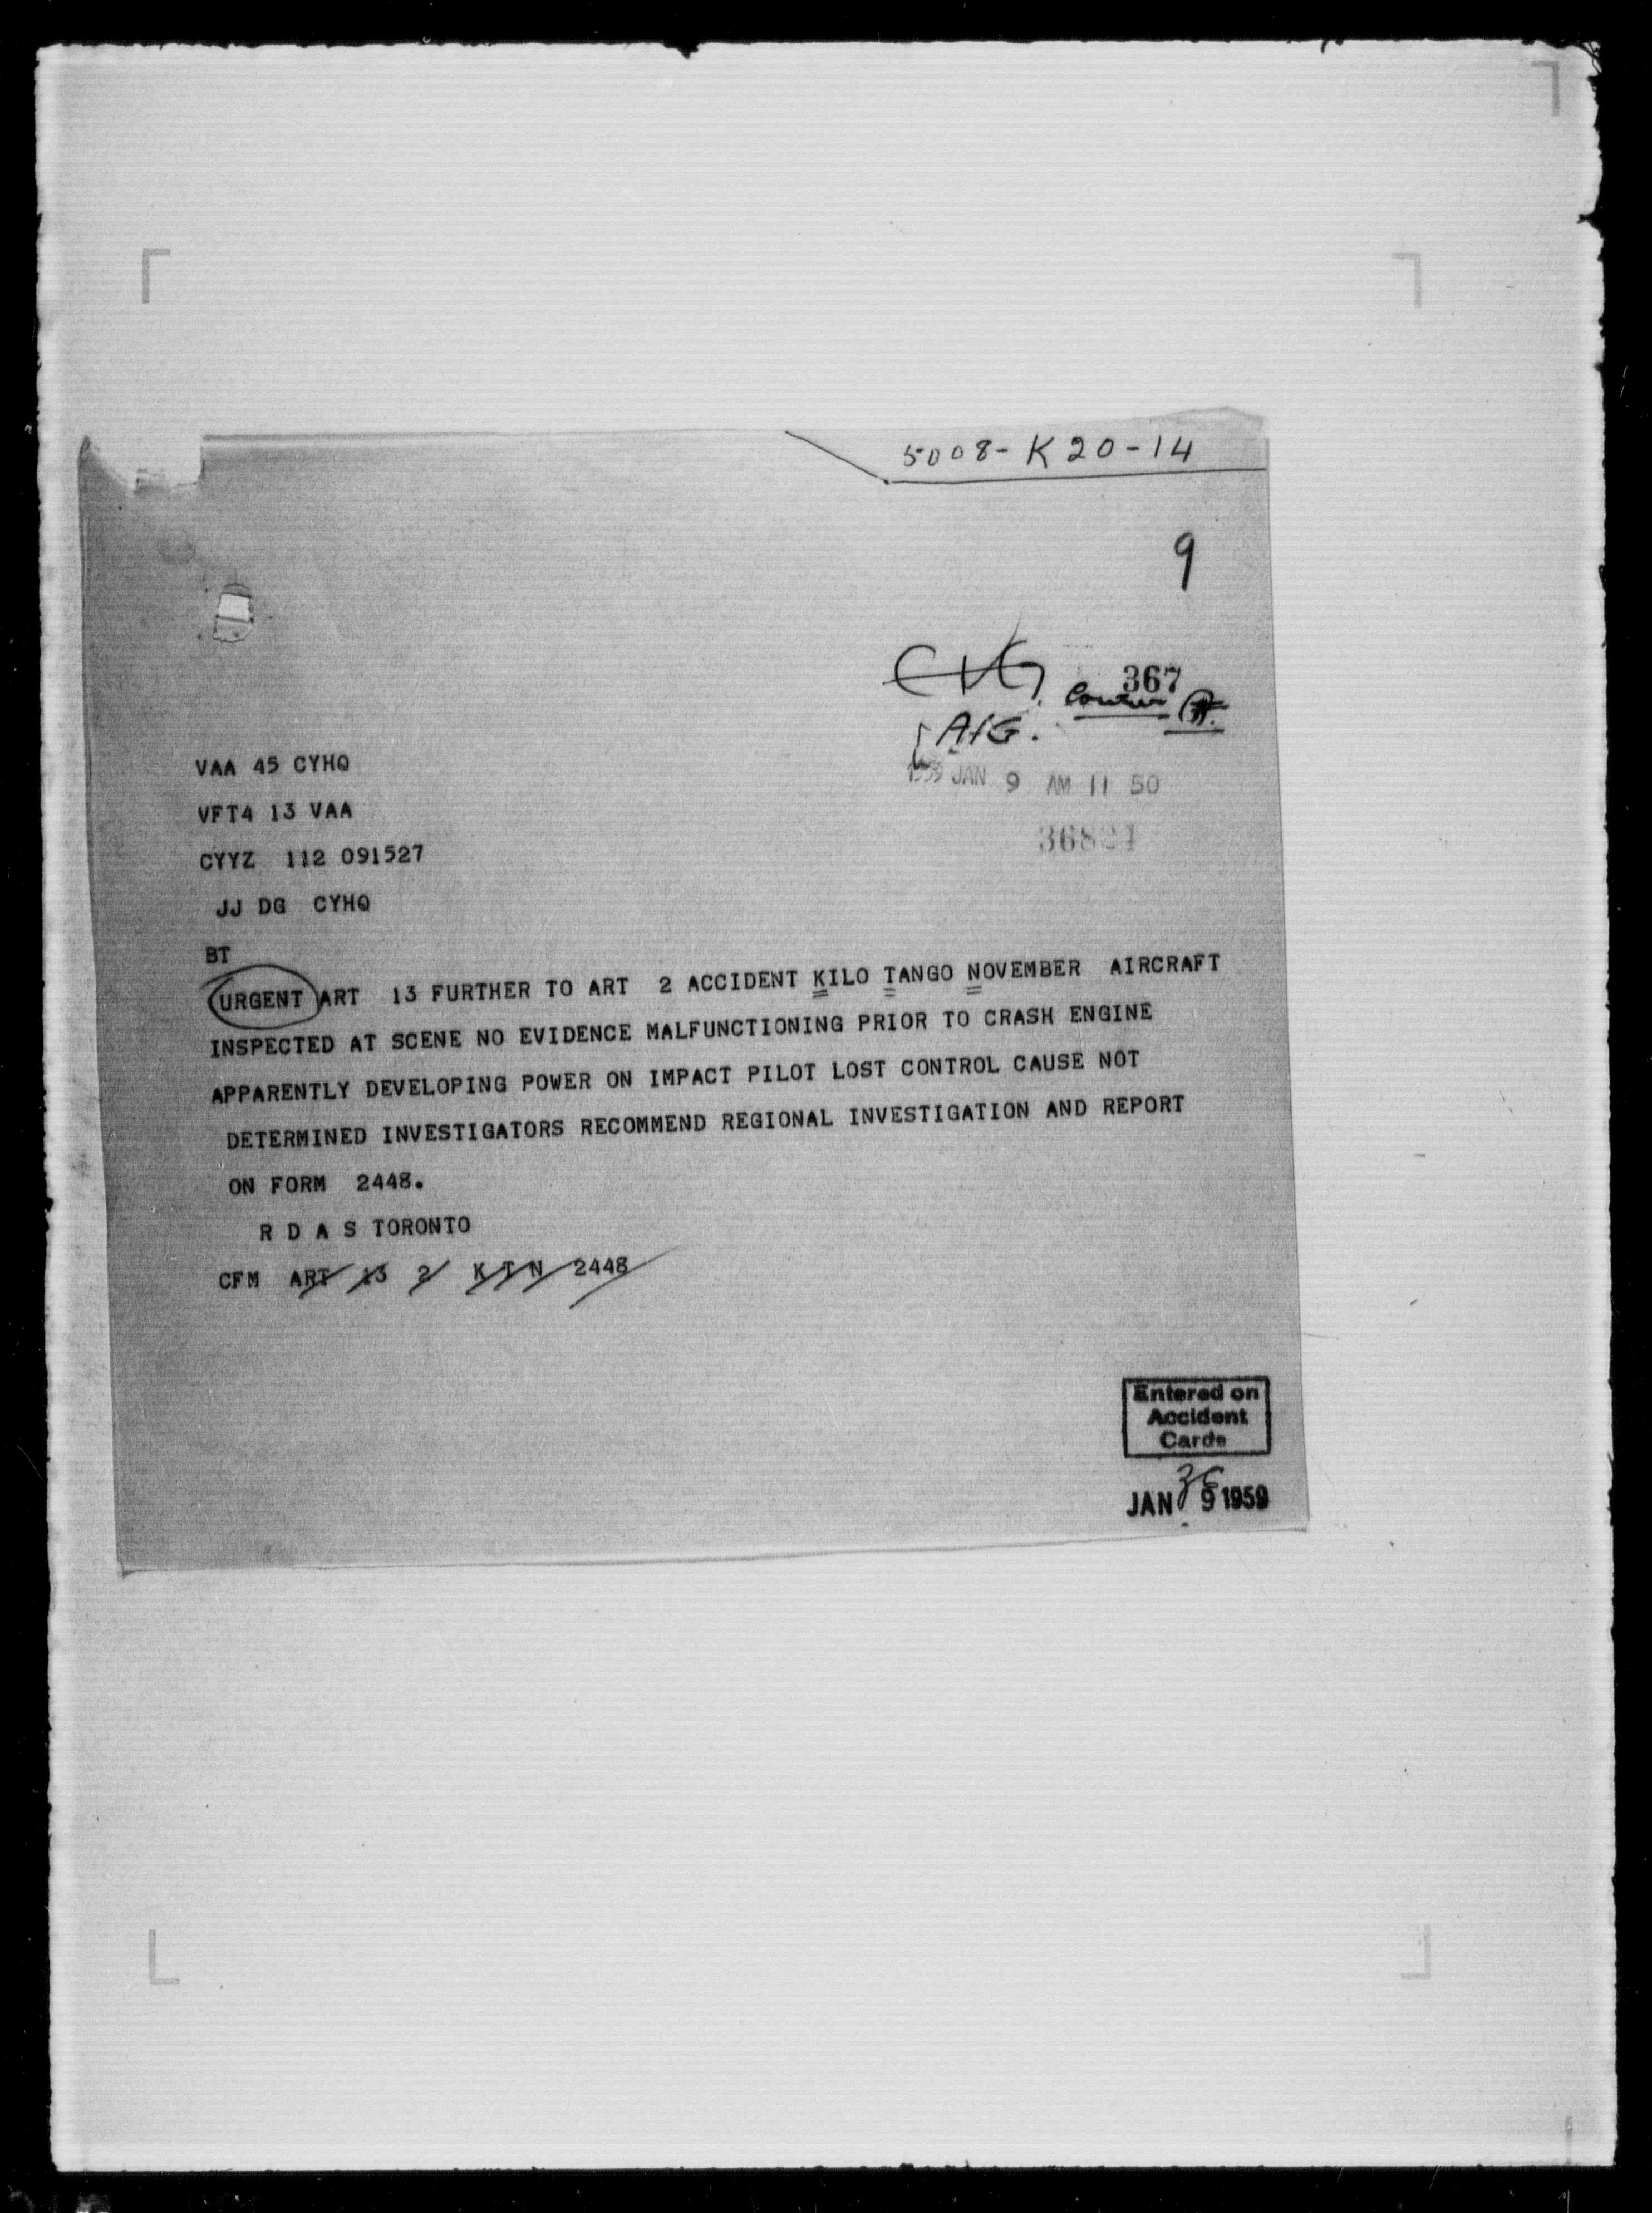 5008-K20-14
9
367
AIG.
1959 JAN 9 AM 11 50
VAA 45 CYHQ
VFT4 13 VAA
CYYZ 112 091527
JJ DG CYHQ
BT
URGENT ART 13 FURTHER TO ART 2 ACCIDENT KILO TANGO NOVEMBER AIRCRAFT
INSPECTED AT SCENE NO EVIDENCE MALFUNCTIONING PRIOR TO CRASH ENGINE
APPARENTLY DEVELOPING POWER ON IMPACT PILOT LOST CONTROL CAUSE NOT
DETERMINED INVESTIGATORS RECOMMEND REGIONAL INVESTIGATION AND REPORT
ON FORM 2448.
R D A S TORONTO
CFM ART 13 2 K T N 2448
Entered on
Accident
Cards
JAN 9 1959